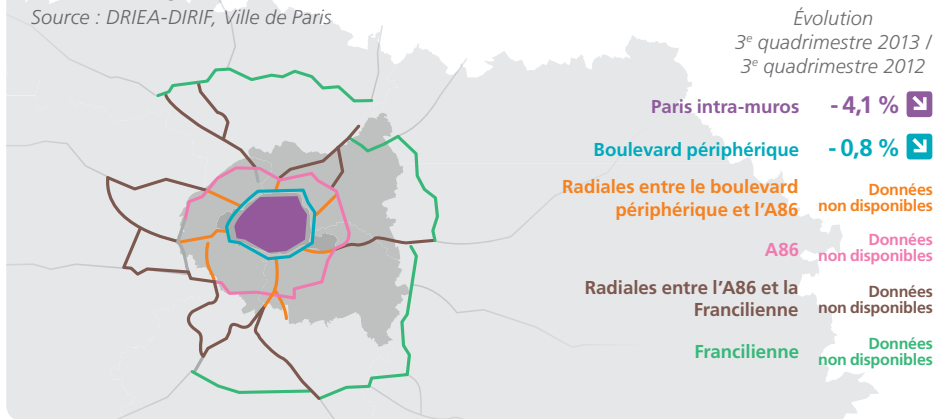 Source : DRIEA-DIRIF, Ville de Paris
Évolution
3e quadrimestre 2013 /
3e quadrimestre 2012
Paris intra-muros - 4,1 %
Boulevard périphérique - 0,8 %
Radiales entre le boulevard
périphérique et l'A86
Données
non disponibles
A86
Données
non disponibles
Radiales entre l'A86 et la
Francilienne
Données
non disponibles
Francilienne
Données
non disponibles